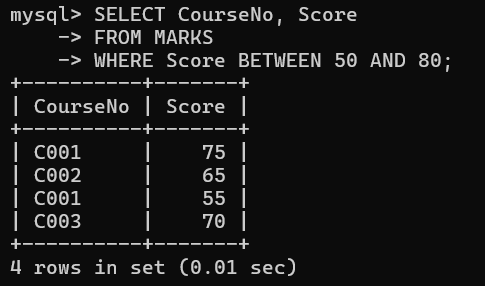 mysql> SELECT CourseNo, Score
    -> FROM MARKS
    -> WHERE Score BETWEEN 50 AND 80;
+----------+-------+
| CourseNo | Score |
+----------+-------+
| C001     |    75 |
| C002     |    65 |
| C001     |    55 |
| C003     |    70 |
+----------+-------+
4 rows in set (0.01 sec)